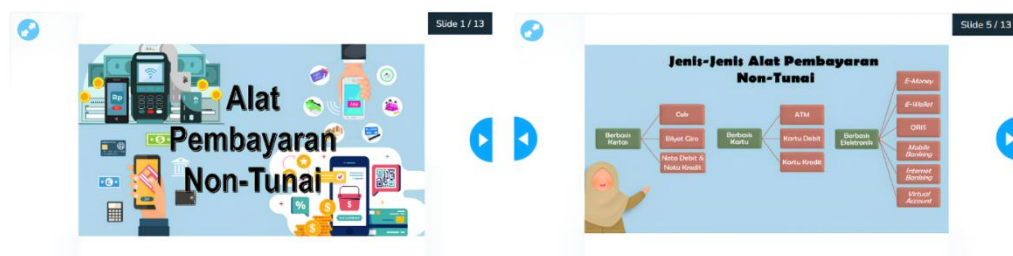 Slide 1 / 13
Alat
Pembayaran
Non-Tunai
Rp
Slide 5 / 13
Jenis-Jenis Alat Pembayaran
Non-Tunai
Berbasis
Kertas
Cek
Bilyet Giro
Nota Debit &
Nota Kredit
Berbasis
Kartu
ATM
Kartu Debit
Kartu Kredit
Berbasis
Elektronik
E-Money
E-Wallet
QRIS
Mobile
Banking
Internet
Banking
Virtual
Account